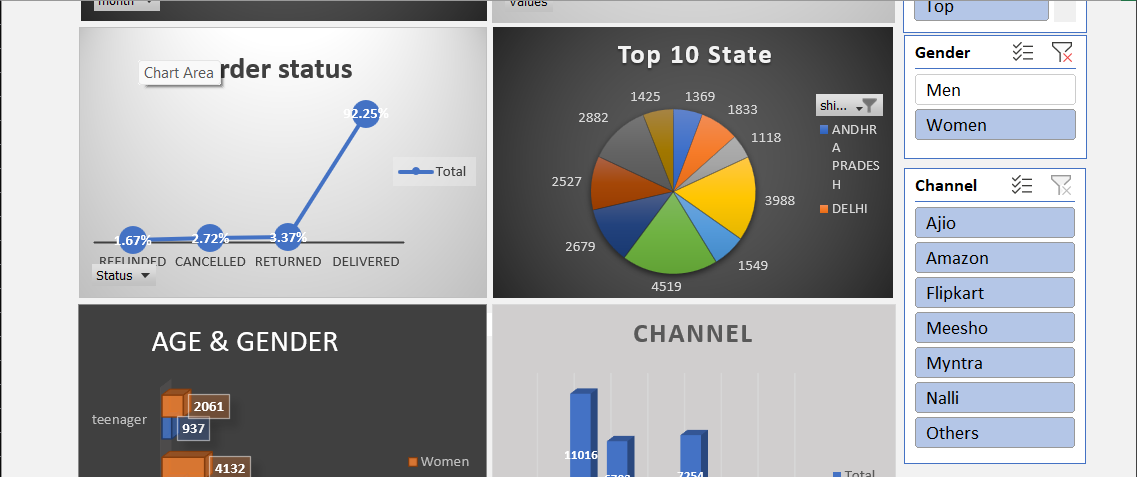 month
Values
Top
Chart Area
rder status
92.25%
1.67%
2.72%
3.37%
REFUNDED
CANCELLED
RETURNED
DELIVERED
Total
Status
Top 10 State
1425
1369
1833
1118
3988
1549
4519
2679
2527
2882
shi...
ANDHR
A
PRADES
H
DELHI
Gender
Men
Women
Channel
Ajio
Amazon
Flipkart
Meesho
Myntra
Nalli
Others
AGE & GENDER
teenager
2061
937
4132
Women
CHANNEL
11016
7254
Total